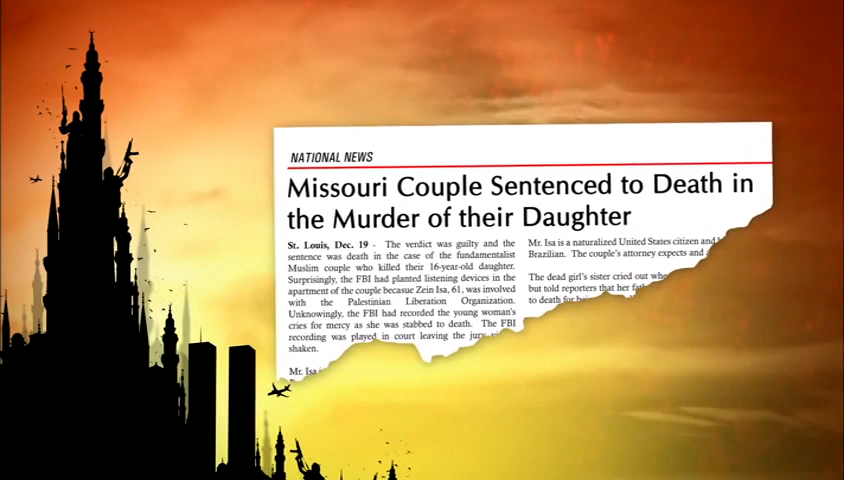 NATIONAL NEWS
Missouri Couple Sentenced to Death in
the Murder of their Daughter
St. Louis, Dec. 19 - The verdict was guilty and the
sentence was death in the case of the fundamentalist
Muslim couple who killed their 16-year-old daughter.
Surprisingly, the FBI had planted listening devices in the
apartment of the couple becasue Zein Isa, 61, was involved
with the Palestinian Liberation Organization.
Unknowingly, the FBI had recorded the young woman's
cries for mercy as she was stabbed to death. The FBI
recording was played in court leaving the jury
shaken.
Mr. Isa
Mr. Isa is a naturalized United States citizen and
Brazilian. The couple's attorney expects and
The dead girl's sister cried out
but told reporters that her
to death for